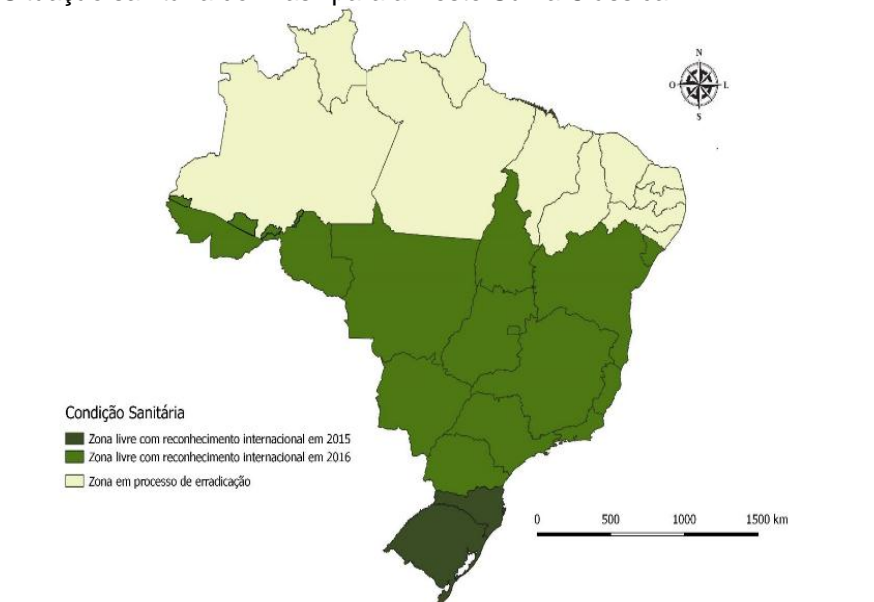 N
O L
S
Condição Sanitária
Zona livre com reconhecimento internacional em 2015
Zona livre com reconhecimento internacional em 2016
Zona em processo de erradicação
0 500 1000 1500 km